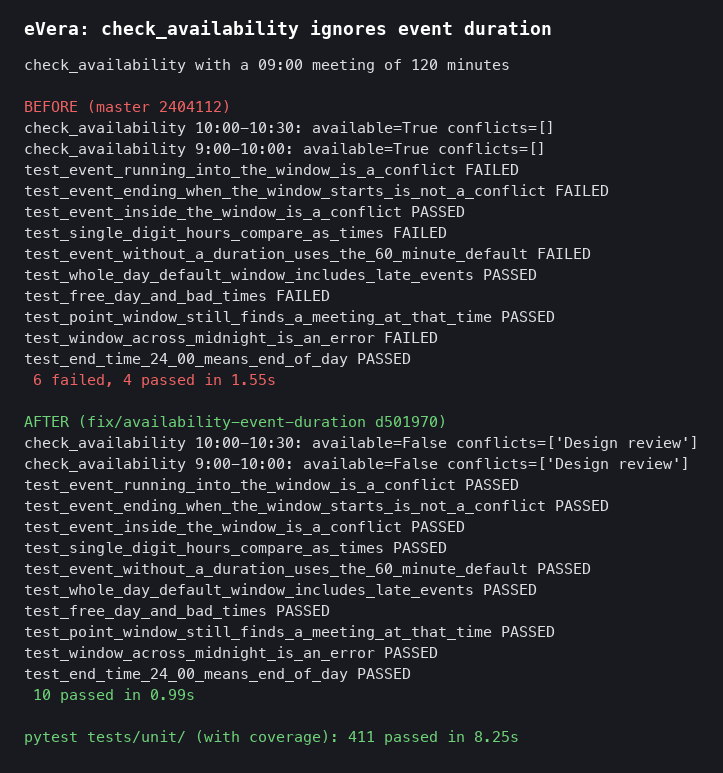 eVera: check_availability ignores event duration
check_availability with a 09:00 meeting of 120 minutes
BEFORE (master 2404112)
check_availability 10:00-10:30: available=True conflicts=[]
check_availability 9:00-10:00: available=True conflicts=[]
test_event_running_into_the_window_is_a_conflict FAILED
test_event_ending_when_the_window_starts_is_not_a_conflict FAILED
test_event_inside_the_window_is_a_conflict PASSED
test_single_digit_hours_compare_as_times FAILED
test_event_without_a_duration_uses_the_60_minute_default FAILED
test_whole_day_default_window_includes_late_events PASSED
test_free_day_and_bad_times FAILED
test_point_window_still_finds_a_meeting_at_that_time PASSED
test_window_across_midnight_is_an_error FAILED
test_end_time_24_00_means_end_of_day PASSED
6 failed, 4 passed in 1.55s
AFTER (fix/availability-event-duration d501970)
check_availability 10:00-10:30: available=False conflicts=['Design review']
check_availability 9:00-10:00: available=False conflicts=['Design review']
test_event_running_into_the_window_is_a_conflict PASSED
test_event_ending_when_the_window_starts_is_not_a_conflict PASSED
test_event_inside_the_window_is_a_conflict PASSED
test_single_digit_hours_compare_as_times PASSED
test_event_without_a_duration_uses_the_60_minute_default PASSED
test_whole_day_default_window_includes_late_events PASSED
test_free_day_and_bad_times PASSED
test_point_window_still_finds_a_meeting_at_that_time PASSED
test_window_across_midnight_is_an_error PASSED
test_end_time_24_00_means_end_of_day PASSED
10 passed in 0.99s
pytest tests/unit/ (with coverage): 411 passed in 8.25s